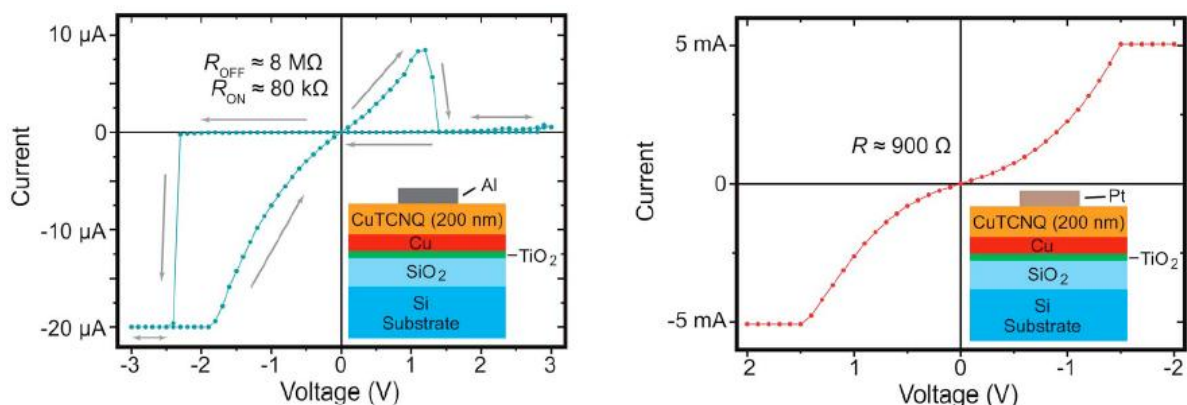 10 µA
0
-10 µA
-20 µA
Current
R_OFF ≈ 8 MΩ
R_ON ≈ 80 kΩ
Al
CuTCNQ (200 nm)
Cu
TiO₂
SiO₂
Si
Substrate
-3 -2 -1 0 1 2 3
Voltage (V)
5 mA
0
-5 mA
Current
R ≈ 900 Ω
Pt
CuTCNQ (200 nm)
Cu
TiO₂
SiO₂
Si
Substrate
2 1 0 -1 -2
Voltage (V)